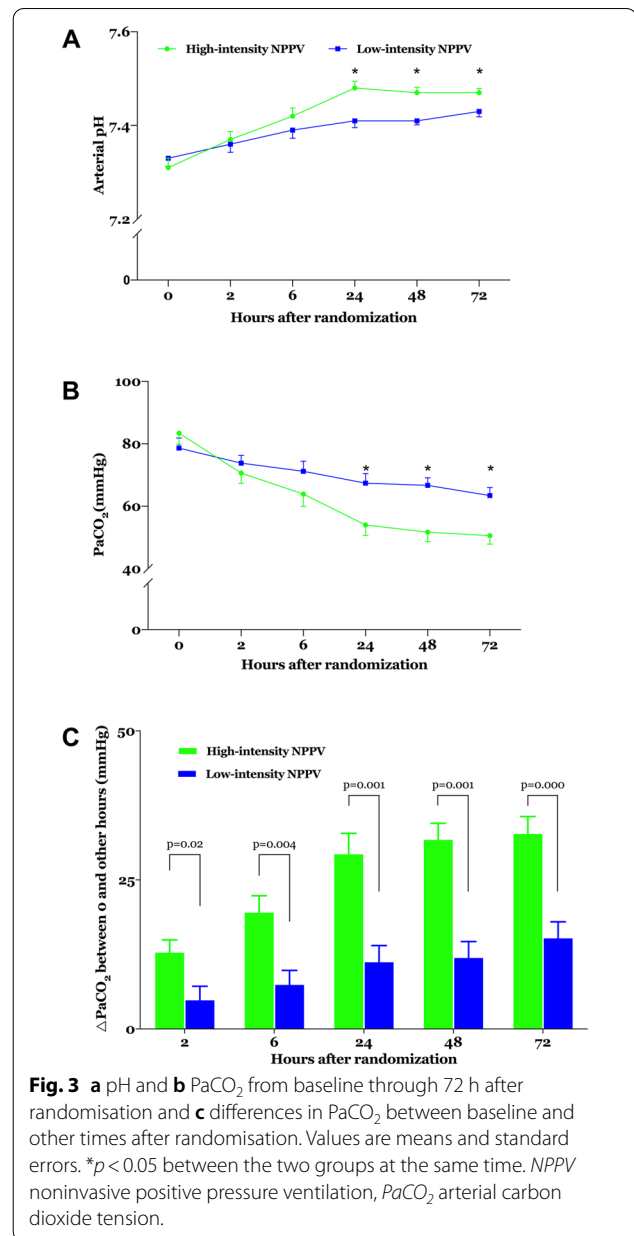 A
High-intensity NPPV
Low-intensity NPPV
7.6
7.4
7.2
0
Arterial pH
* * *
0 2 6 24 48 72
Hours after randomization
B
100
80
60
40
0
PaCO₂(mmHg)
* * *
0 2 6 24 48 72
Hours after randomization
C
High-intensity NPPV
Low-intensity NPPV
50
25
0
△PaCO₂ between 0 and other hours (mmHg)
p=0.02
p=0.004
p=0.001
p=0.001
p=0.000
2 6 24 48 72
Hours after randomization
Fig. 3 a pH and b PaCO₂ from baseline through 72 h after
randomisation and c differences in PaCO₂ between baseline and
other times after randomisation. Values are means and standard
errors. *p < 0.05 between the two groups at the same time. NPPV
noninvasive positive pressure ventilation, PaCO₂ arterial carbon
dioxide tension.